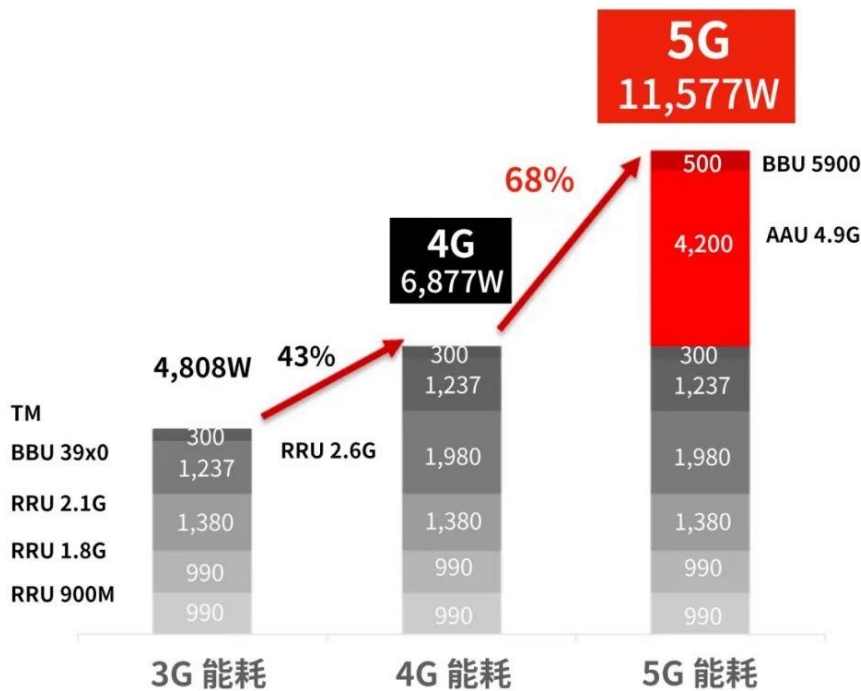 5G
11,577W
68%
500
BBU 5900
4,200
AAU 4.9G
4G
6,877W
4,808W
43%
300
300
1,237
1,237
TM
300
BBU 39x0
1,237
RRU 2.6G
1,980
1,980
RRU 2.1G
1,380
1,380
1,380
RRU 1.8G
990
990
990
RRU 900M
990
990
990
3G 能耗
4G 能耗
5G 能耗